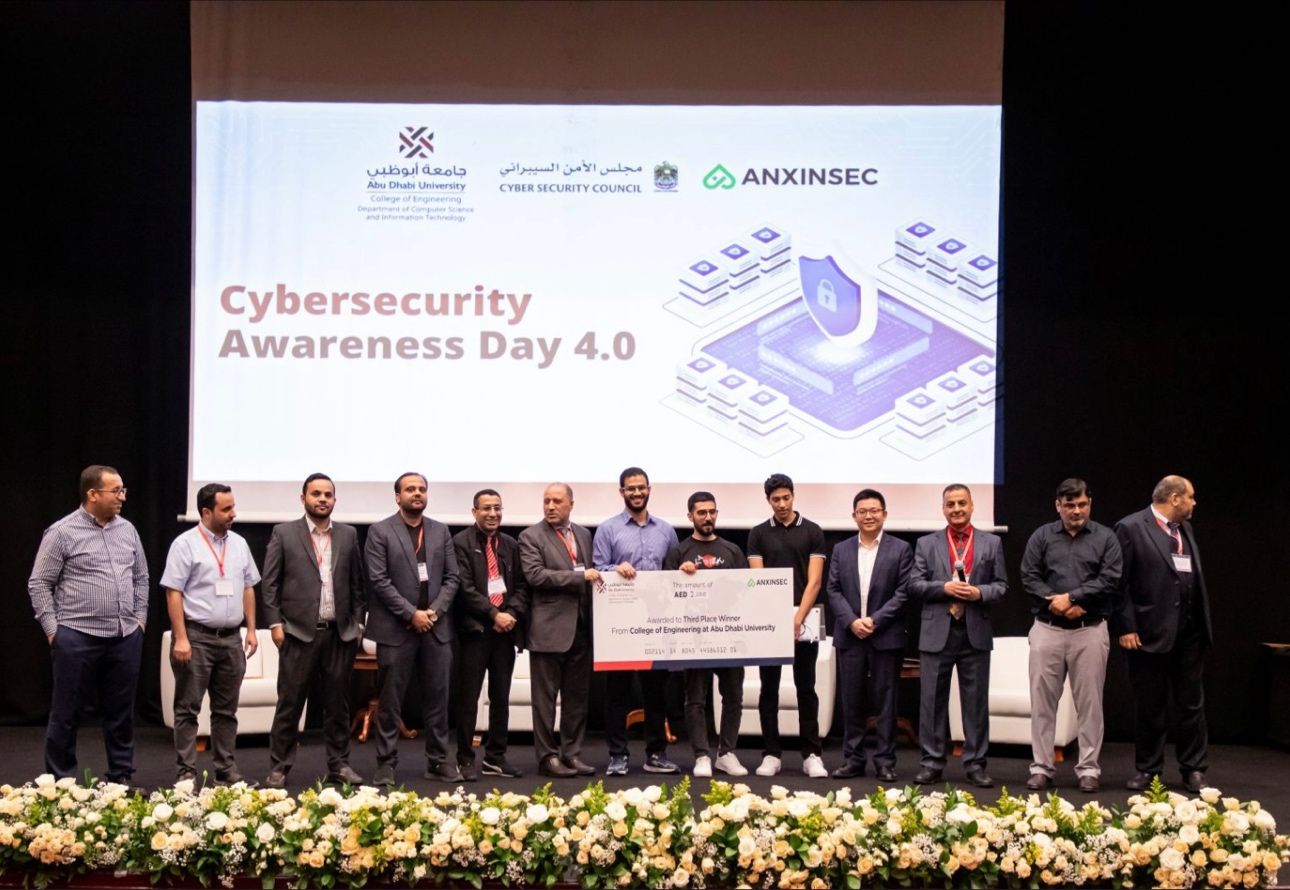 جامعة أبوظبي
Abu Dhabi University
College of Engineering
Department of Computer Science
and Information Technology
مجلس الأمن السيبراني
CYBER SECURITY COUNCIL
ANXINSEC
Cybersecurity
Awareness Day 4.0
The amount of
AED
ANXINSEC
Awarded to Third Place Winner
From College of Engineering at Abu Dhabi University